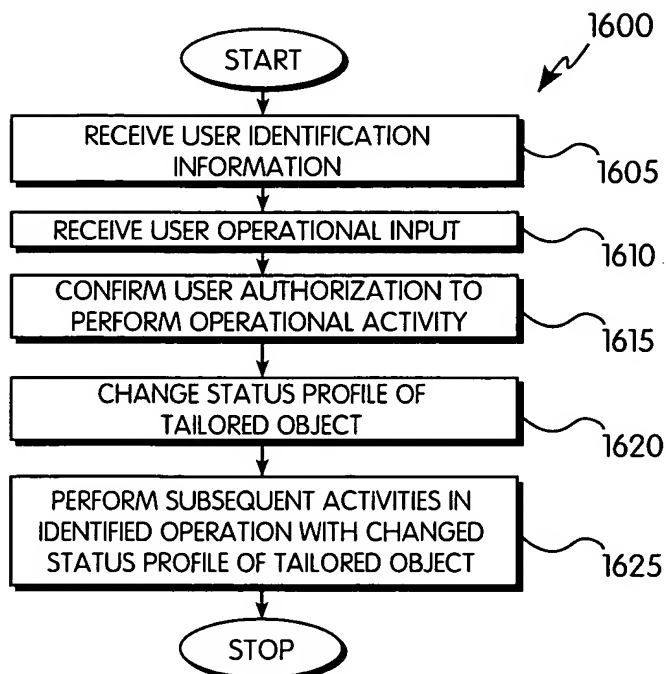 1600
START
RECEIVE USER IDENTIFICATION
INFORMATION
1605
RECEIVE USER OPERATIONAL INPUT
1610
CONFIRM USER AUTHORIZATION TO
PERFORM OPERATIONAL ACTIVITY
1615
CHANGE STATUS PROFILE OF
TAILORED OBJECT
1620
PERFORM SUBSEQUENT ACTIVITIES IN
IDENTIFIED OPERATION WITH CHANGED
STATUS PROFILE OF TAILORED OBJECT
1625
STOP